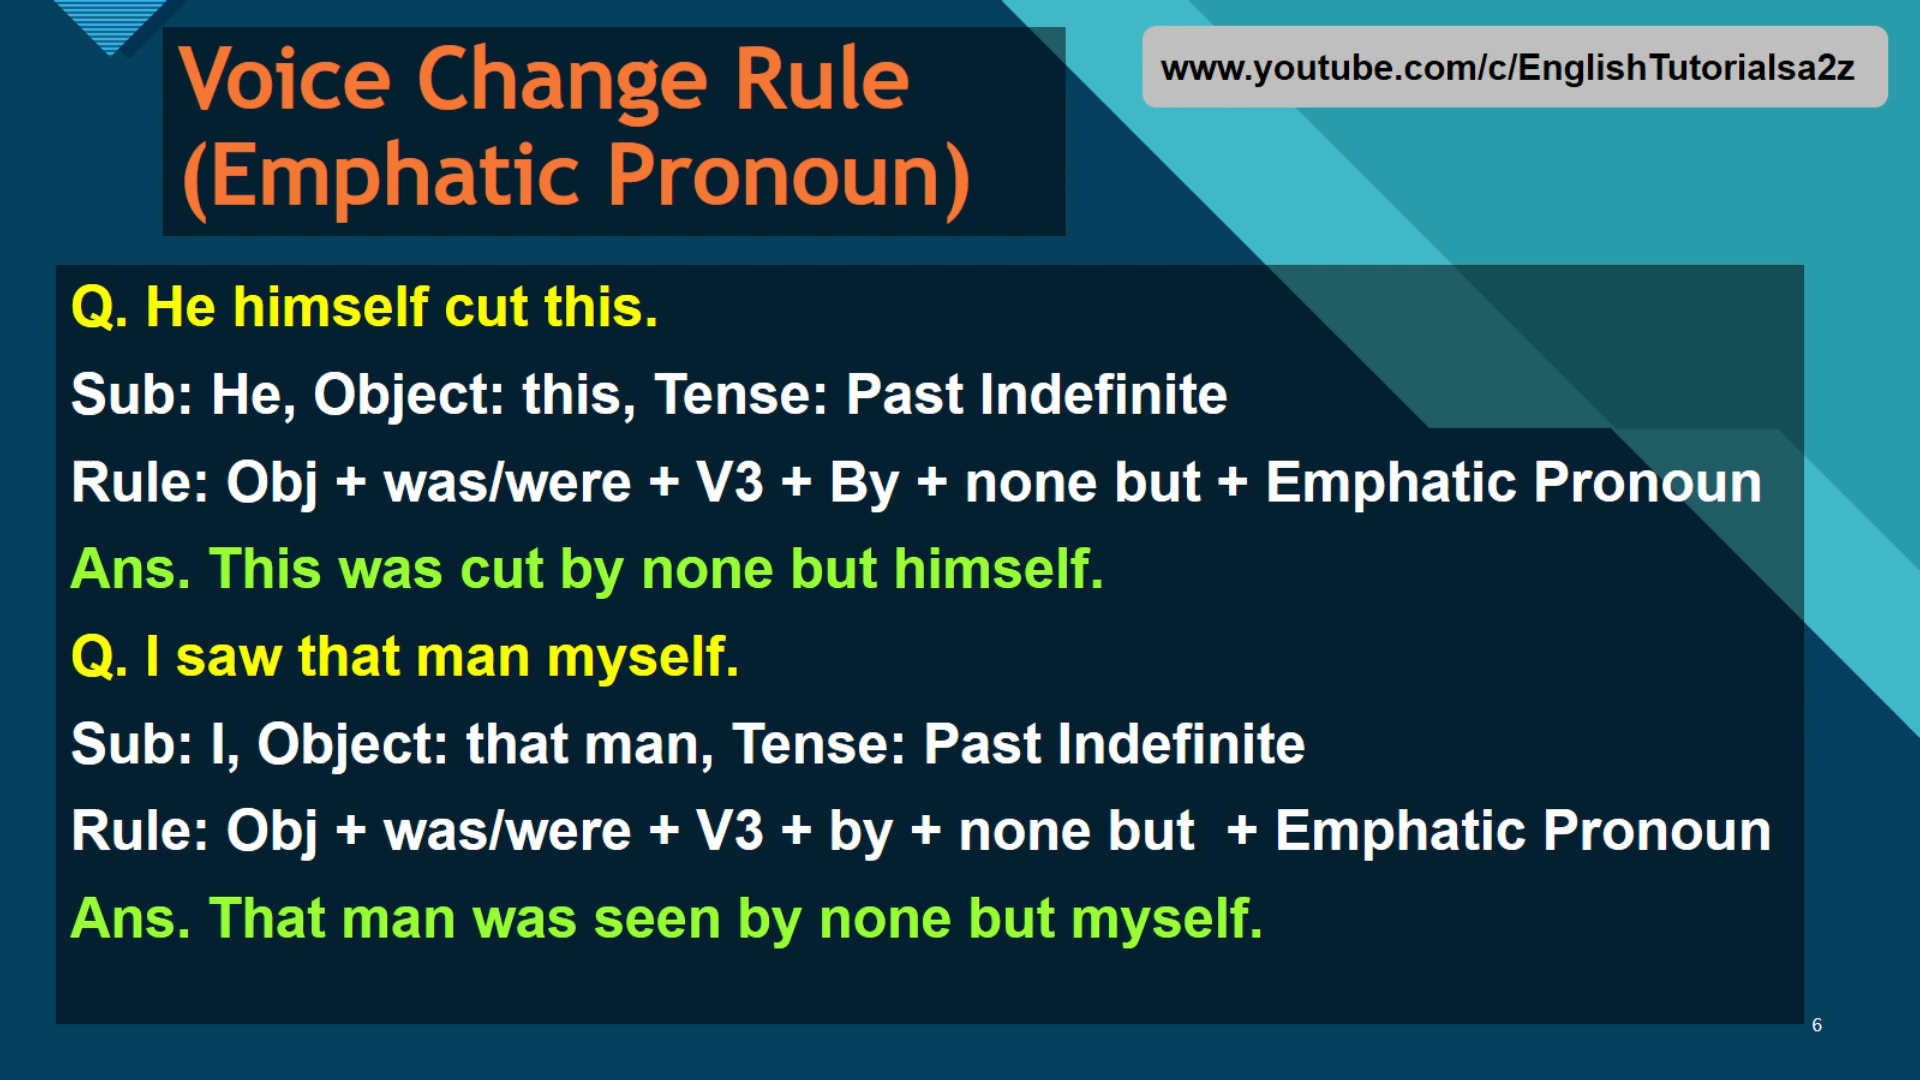 Voice Change Rule
(Emphatic Pronoun)
www.youtube.com/c/EnglishTutorialsa2z
Q. He himself cut this.
Sub: He, Object: this, Tense: Past Indefinite
Rule: Obj + was/were + V3 + By + none but + Emphatic Pronoun
Ans. This was cut by none but himself.
Q. I saw that man myself.
Sub: I, Object: that man, Tense: Past Indefinite
Rule: Obj + was/were + V3 + by + none but + Emphatic Pronoun
Ans. That man was seen by none but myself.
6